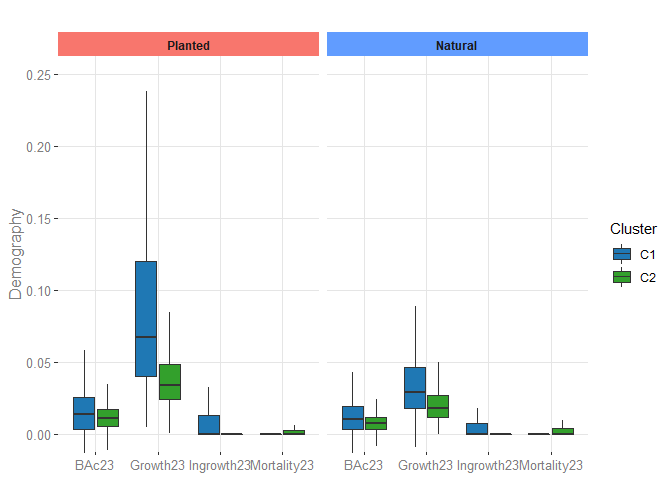 Planted Natural
0.25
0.20
0.15
0.10
0.05
0.00
Demography
BAc23 Growth23 Ingrowth23 Mortality23 BAc23 Growth23 Ingrowth23 Mortality23
Cluster
C1
C2